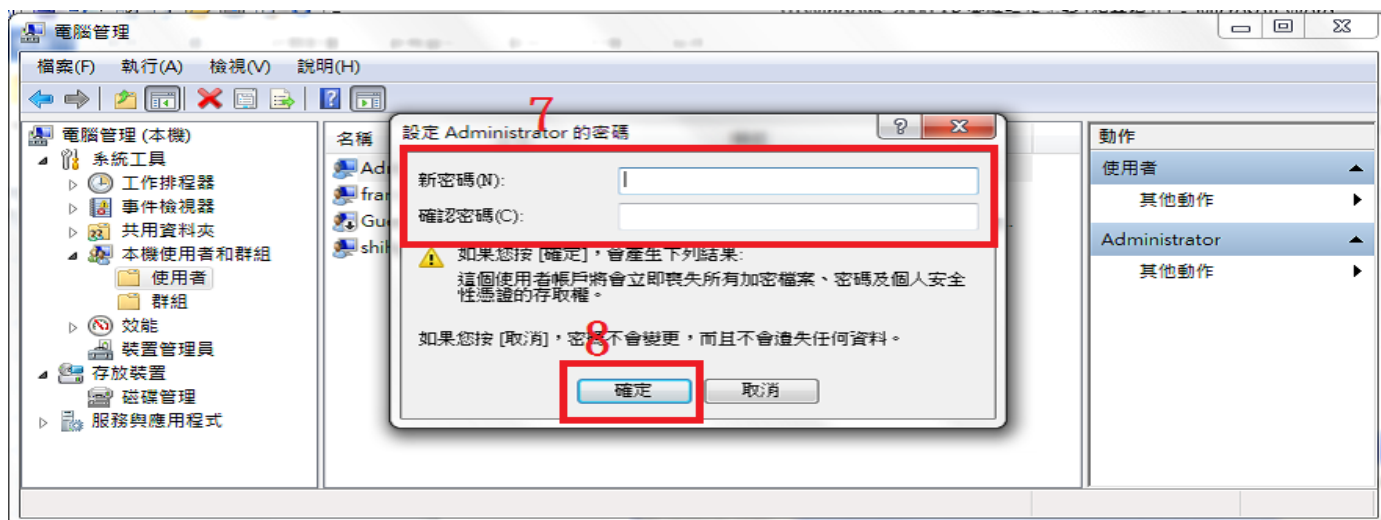 電腦管理
檔案(F) 執行(A) 檢視(V) 說明(H)
電腦管理 (本機)
系統工具
工作排程器
事件檢視器
共用資料夾
本機使用者和群組
使用者
群組
效能
裝置管理員
存放裝置
磁碟管理
服務與應用程式
名稱
7
設定 Administrator 的密碼
新密碼(N):
確認密碼(C):
如果您按 [確定],會產生下列結果:
這個使用者帳戶將會立即喪失所有加密檔案、密碼及個人安全
性憑證的存取權。
如果您按 [取消],密碼不會變更,而且不會遺失任何資料。
8
確定 取消
動作
使用者
其他動作
Administrator
其他動作